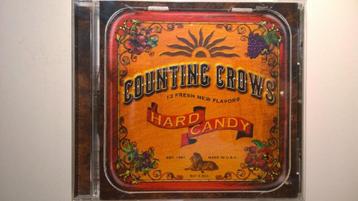 COUNTING CROWS
13 FRESH NEW FLAVORS
HARD CANDY
EST. 1991
MADE IN U.S.A.